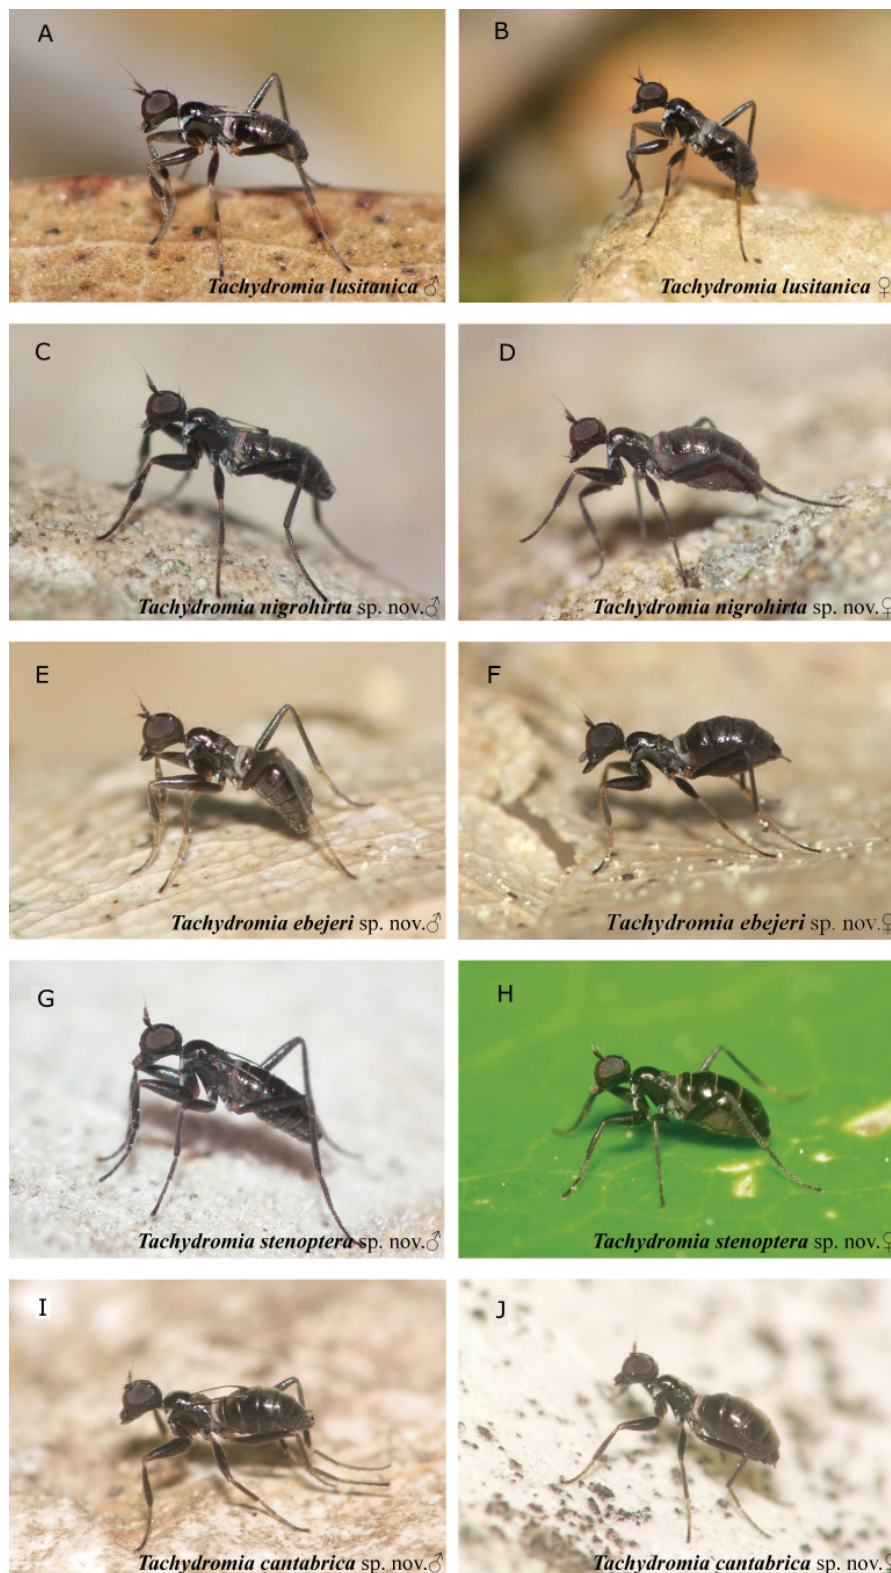 A
B
Tachydromia lusitanica ♂
Tachydromia lusitanica ♀
C
D
Tachydromia nigrohirta sp. nov.♂
Tachydromia nigrohirta sp. nov.♀
E
F
Tachydromia ebejeri sp. nov.♂
Tachydromia ebejeri sp. nov.♀
G
H
Tachydromia stenoptera sp. nov.♂
Tachydromia stenoptera sp. nov.♀
I
J
Tachydromia cantabrica sp. nov.♂
Tachydromia cantabrica sp. nov.♀